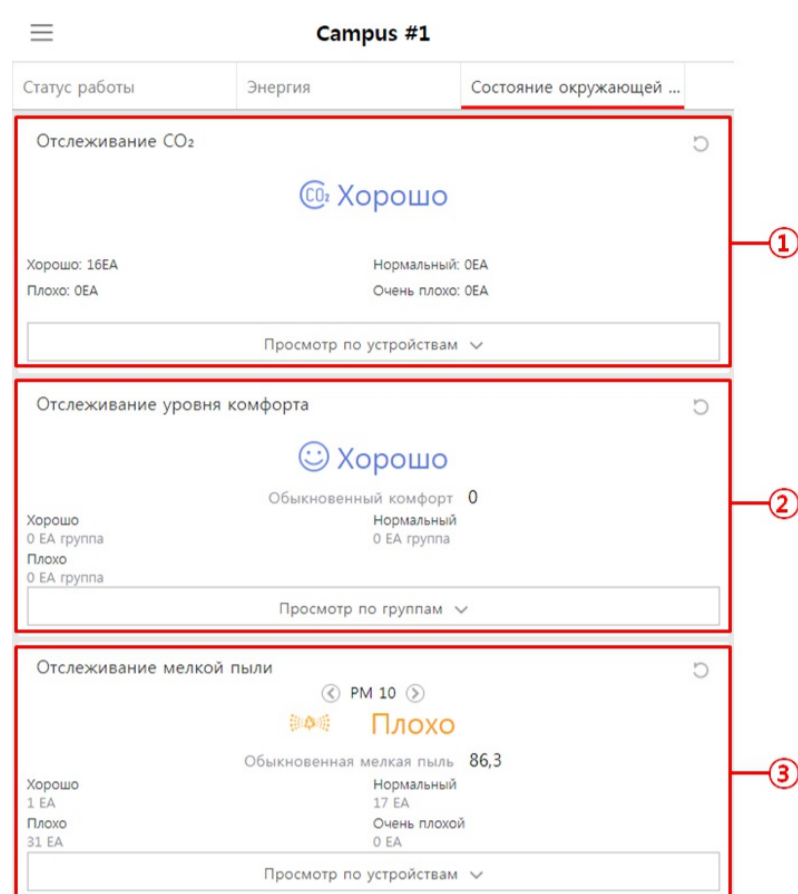 Campus #1
Статус работы Энергия Состояние окружающей ...
Отслеживание CO₂
CO₂ Хорошо
①
Хорошо: 16EA Нормальный: 0EA
Плохо: 0EA Очень плохо: 0EA
Просмотр по устройствам
Отслеживание уровня комфорта
Хорошо
Обыкновенный комфорт 0
②
Хорошо Нормальный
0 EA группа 0 EA группа
Плохо
0 EA группа
Просмотр по группам
Отслеживание мелкой пыли
PM 10
Плохо
Обыкновенная мелкая пыль 86,3
③
Хорошо Нормальный
1 EA 17 EA
Плохо Очень плохой
31 EA 0 EA
Просмотр по устройствам